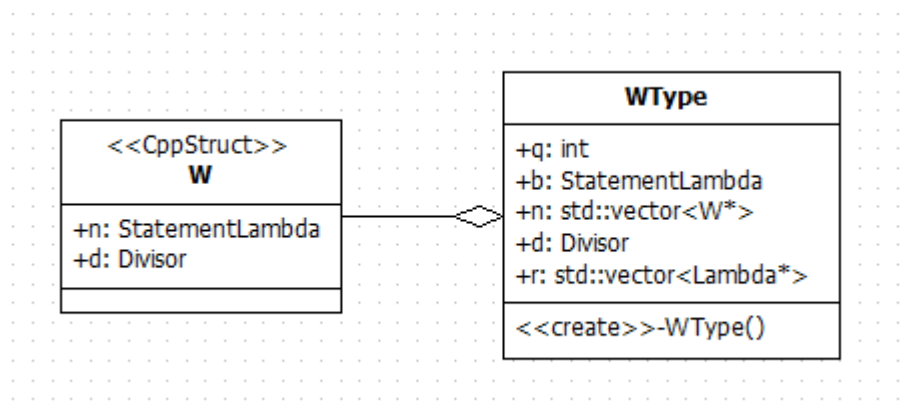 <<CppStruct>>
W
+n: StatementLambda
+d: Divisor
WType
+q: int
+b: StatementLambda
+n: std::vector<W*>
+d: Divisor
+r: std::vector<Lambda*>
<<create>>-WType()